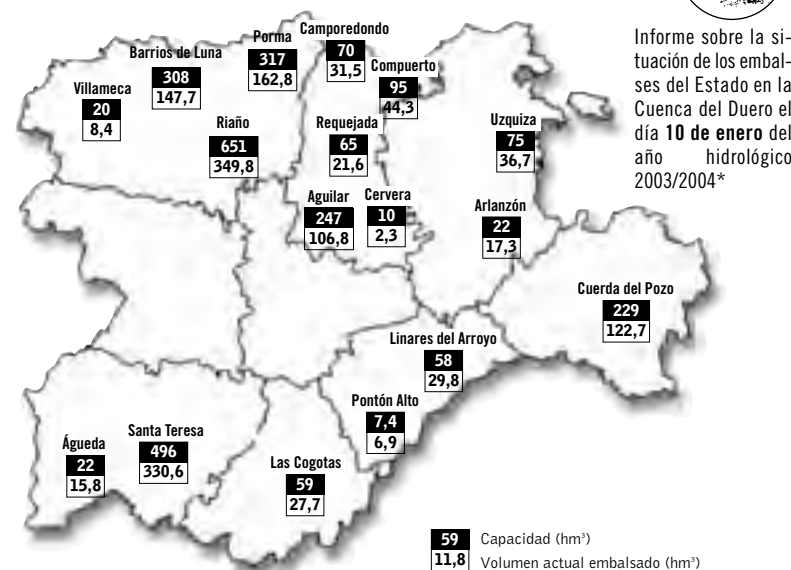 Informe sobre la si-
tuación de los embal-
ses del Estado en la
Cuenca del Duero el
día 10 de enero del
año hidrológico
2003/2004*
Camporedondo
70
31,5
Porma
317
162,8
Barrios de Luna
308
147,7
Compuerto
95
44,3
Villameca
20
8,4
Riaño
651
349,8
Requejada
65
21,6
Uzquiza
75
36,7
Aguilar
247
106,8
Cervera
10
2,3
Arlanzón
22
17,3
Cuerda del Pozo
229
122,7
Linares del Arroyo
58
29,8
Pontón Alto
7,4
6,9
Santa Teresa
496
330,6
Águeda
22
15,8
Las Cogotas
59
27,7
59 Capacidad (hm³)
11,8 Volumen actual embalsado (hm³)